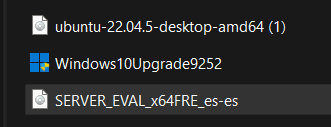 ubuntu-22.04.5-desktop-amd64 (1)
Windows10Upgrade9252
SERVER_EVAL_x64FRE_es-es